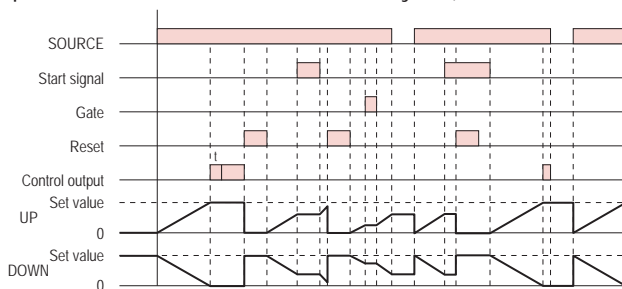 SOURCE
Start signal
Gate
Reset
t
Control output
Set value
UP
0
Set value
DOWN
0